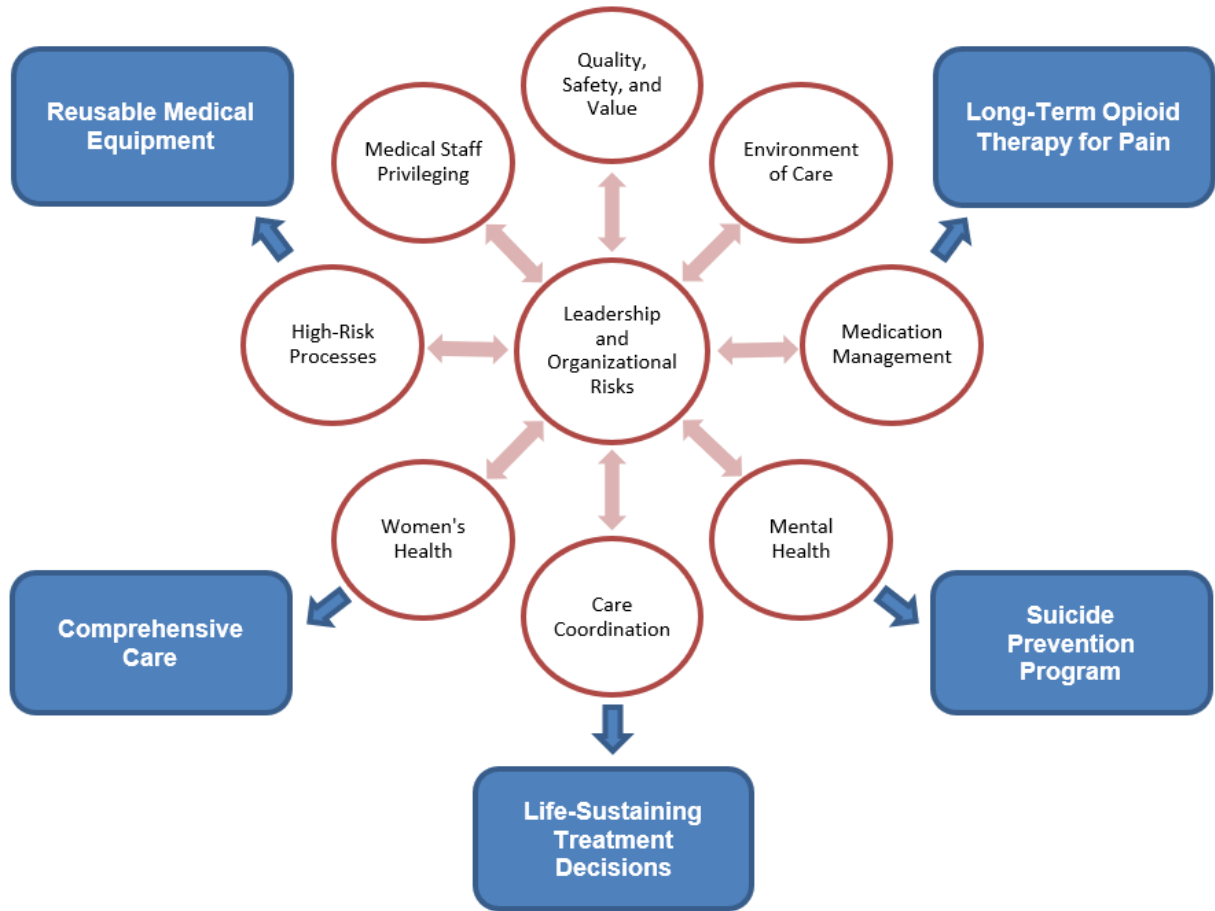 Quality,
Safety, and
Value
Reusable Medical
Equipment
Long-Term Opioid
Therapy for Pain
Medical Staff
Privileging
Environment
of Care
High-Risk
Processes
Leadership
and
Organizational
Risks
Medication
Management
Women's
Health
Mental
Health
Care
Coordination
Comprehensive
Care
Suicide
Prevention
Program
Life-Sustaining
Treatment
Decisions